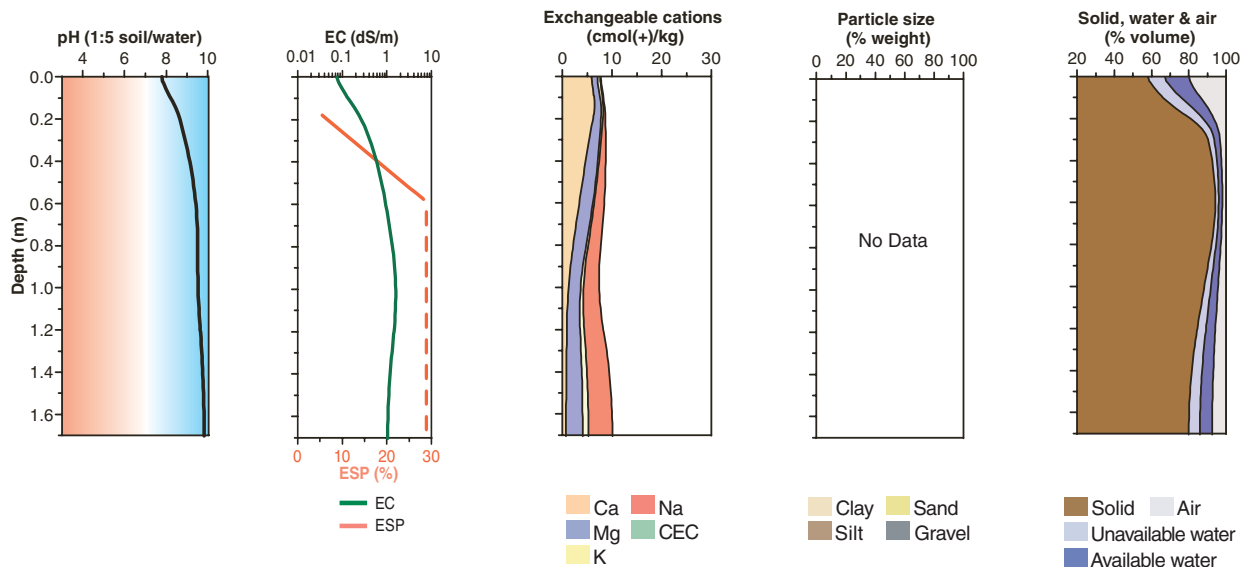 pH (1:5 soil/water)
4 6 8 10
Depth (m)
0.0
0.2
0.4
0.6
0.8
1.0
1.2
1.4
1.6
EC (dS/m)
0.01 0.1 1 10
0 10 20 30
ESP (%)
EC
ESP
Exchangeable cations
(cmol(+)/kg)
0 10 20 30
Ca Na
Mg CEC
K
Particle size
(% weight)
0 20 40 60 80 100
No Data
Clay Sand
Silt Gravel
Solid, water & air
(% volume)
20 40 60 80 100
Solid Air
Unavailable water
Available water